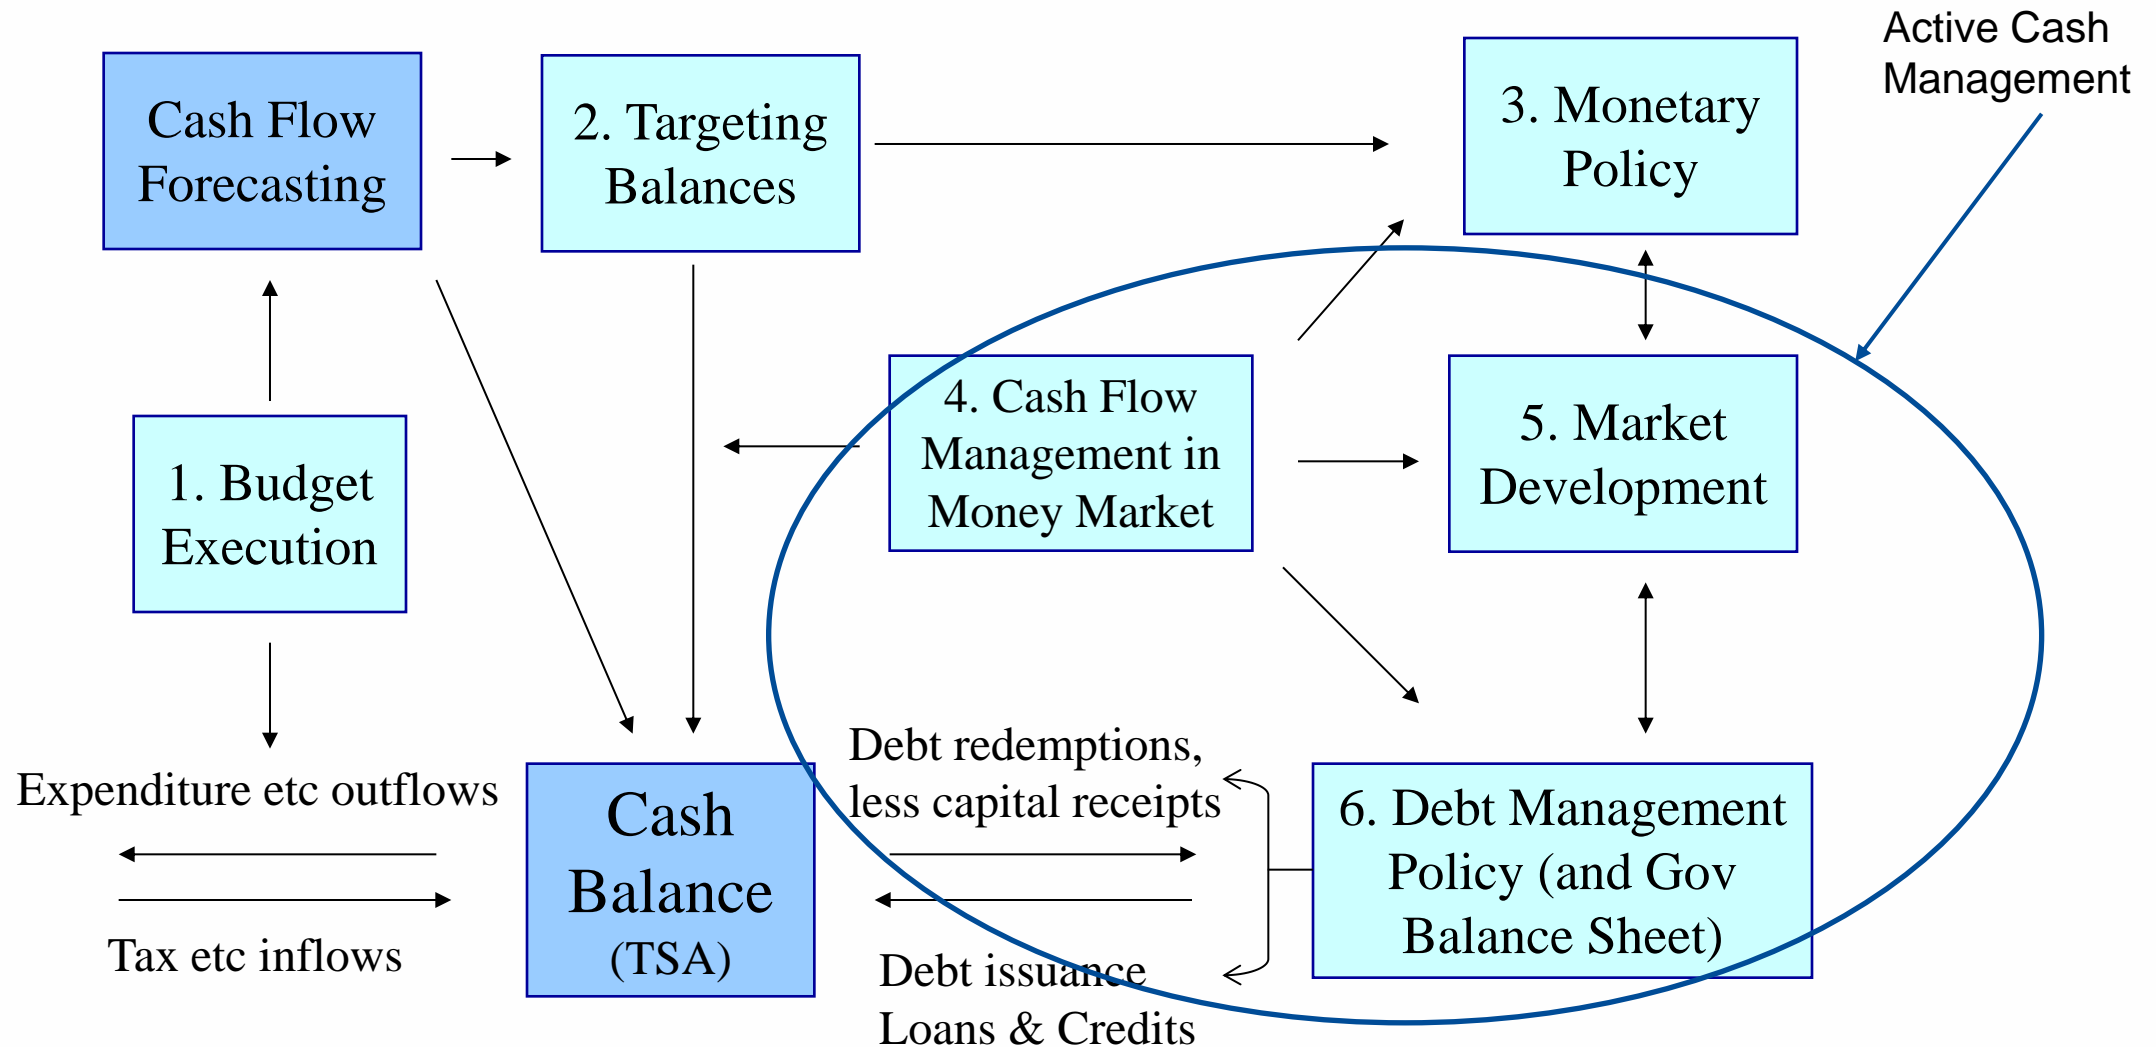 Active Cash
Management
Cash Flow
Forecasting
2. Targeting
Balances
3. Monetary
Policy
1. Budget
Execution
4. Cash Flow
Management in
Money Market
5. Market
Development
Expenditure etc outflows
Tax etc inflows
Cash
Balance
(TSA)
Debt redemptions,
less capital receipts
Debt issuance
Loans & Credits
6. Debt Management
Policy (and Gov
Balance Sheet)